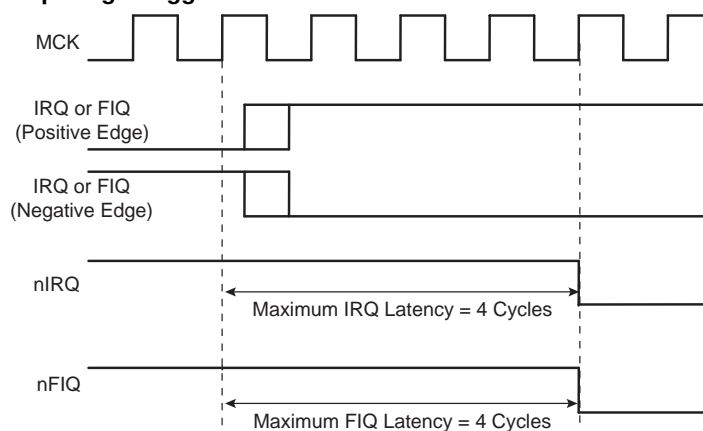 MCK
IRQ or FIQ
(Positive Edge)
IRQ or FIQ
(Negative Edge)
nIRQ
Maximum IRQ Latency = 4 Cycles
nFIQ
Maximum FIQ Latency = 4 Cycles